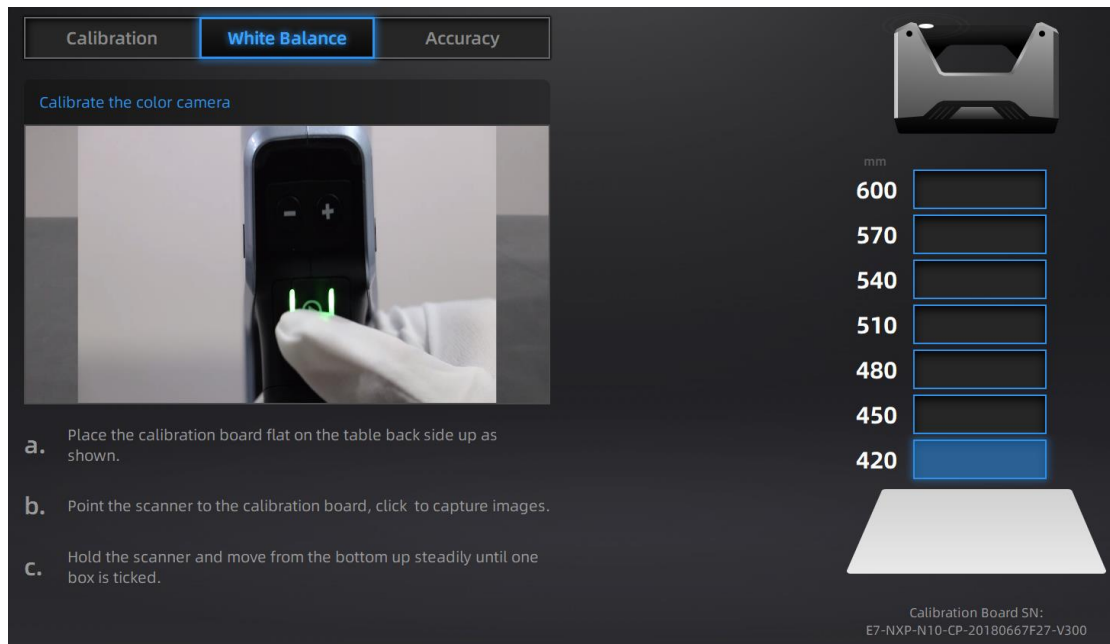 Calibration
White Balance
Accuracy
Calibrate the color camera
- +
a. Place the calibration board flat on the table back side up as
shown.
b. Point the scanner to the calibration board, click to capture images.
c. Hold the scanner and move from the bottom up steadily until one
box is ticked.
mm
600
570
540
510
480
450
420
Calibration Board SN:
E7-NXP-N10-CP-20180667F27-V300